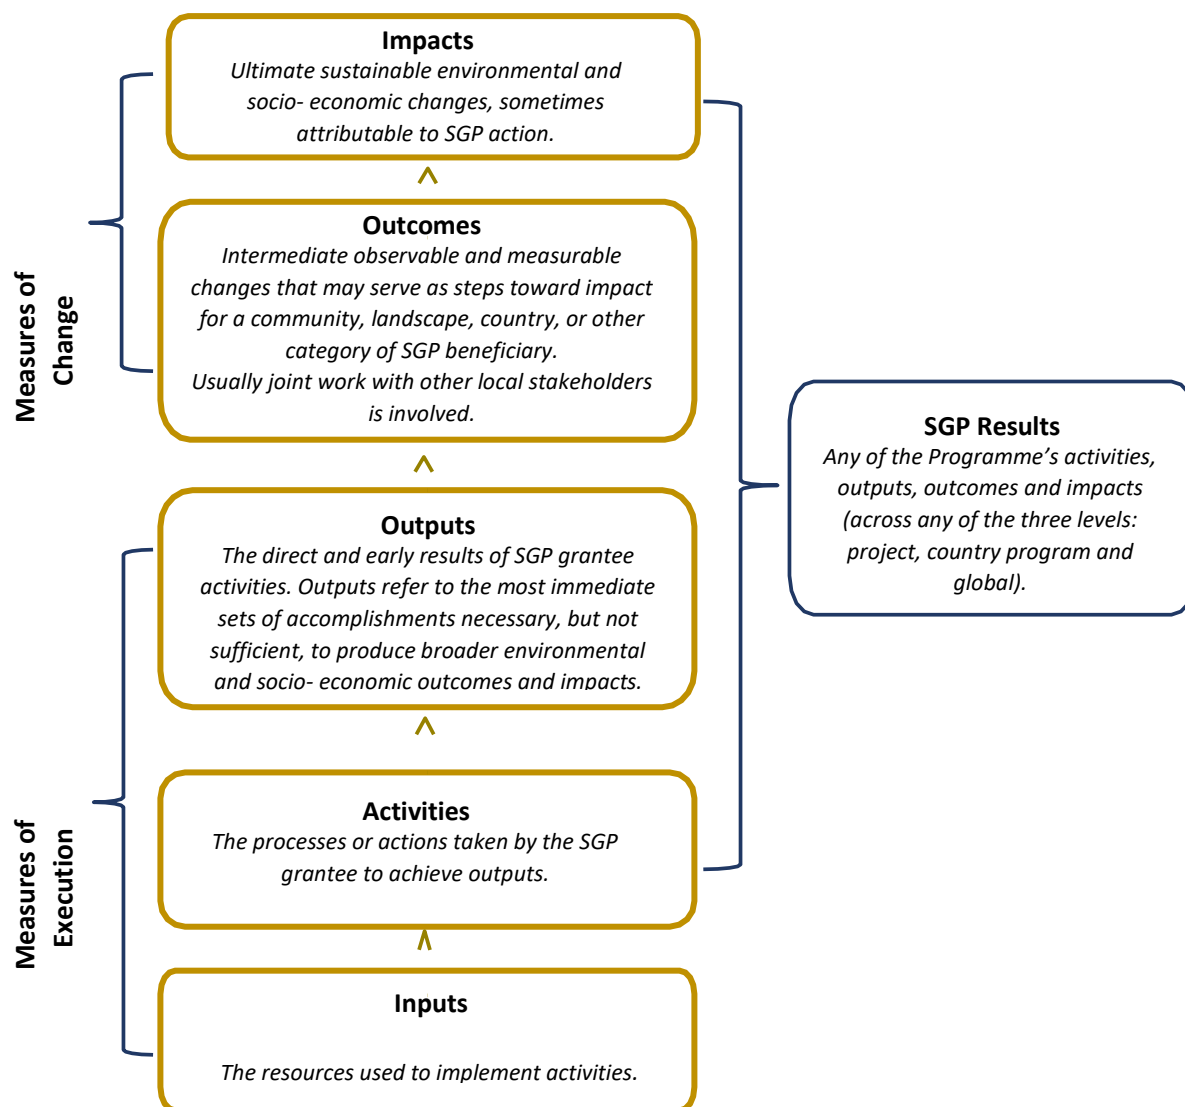 Impacts
Ultimate sustainable environmental and
socio- economic changes, sometimes
attributable to SGP action.
Outcomes
Intermediate observable and measurable
changes that may serve as steps toward impact
for a community, landscape, country, or other
category of SGP beneficiary.
Usually joint work with other local stakeholders
is involved.
Measures of
Change
Outputs
The direct and early results of SGP grantee
activities. Outputs refer to the most immediate
sets of accomplishments necessary, but not
sufficient, to produce broader environmental
and socio- economic outcomes and impacts.
Activities
The processes or actions taken by the SGP
grantee to achieve outputs.
Measures of
Execution
Inputs
The resources used to implement activities.
SGP Results
Any of the Programme’s activities,
outputs, outcomes and impacts
(across any of the three levels:
project, country program and
global).